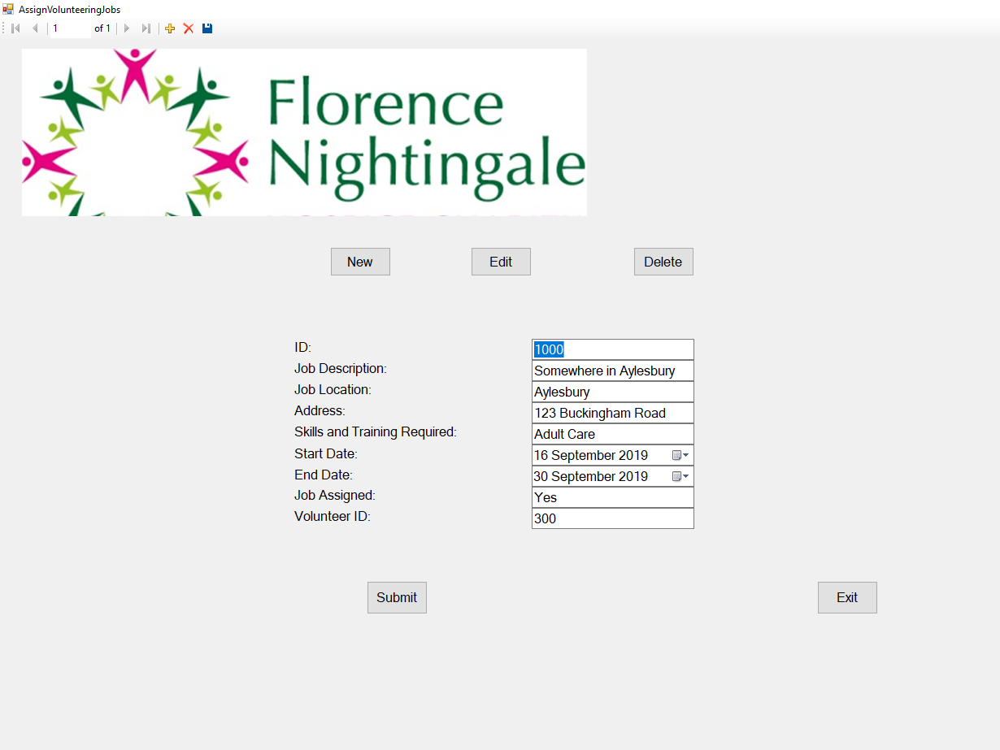 AssignVolunteeringJobs
1 of 1
Florence
Nightingale
New Edit Delete
ID: 1000
Job Description: Somewhere in Aylesbury
Job Location: Aylesbury
Address: 123 Buckingham Road
Skills and Training Required: Adult Care
Start Date: 16 September 2019
End Date: 30 September 2019
Job Assigned: Yes
Volunteer ID: 300
Submit Exit